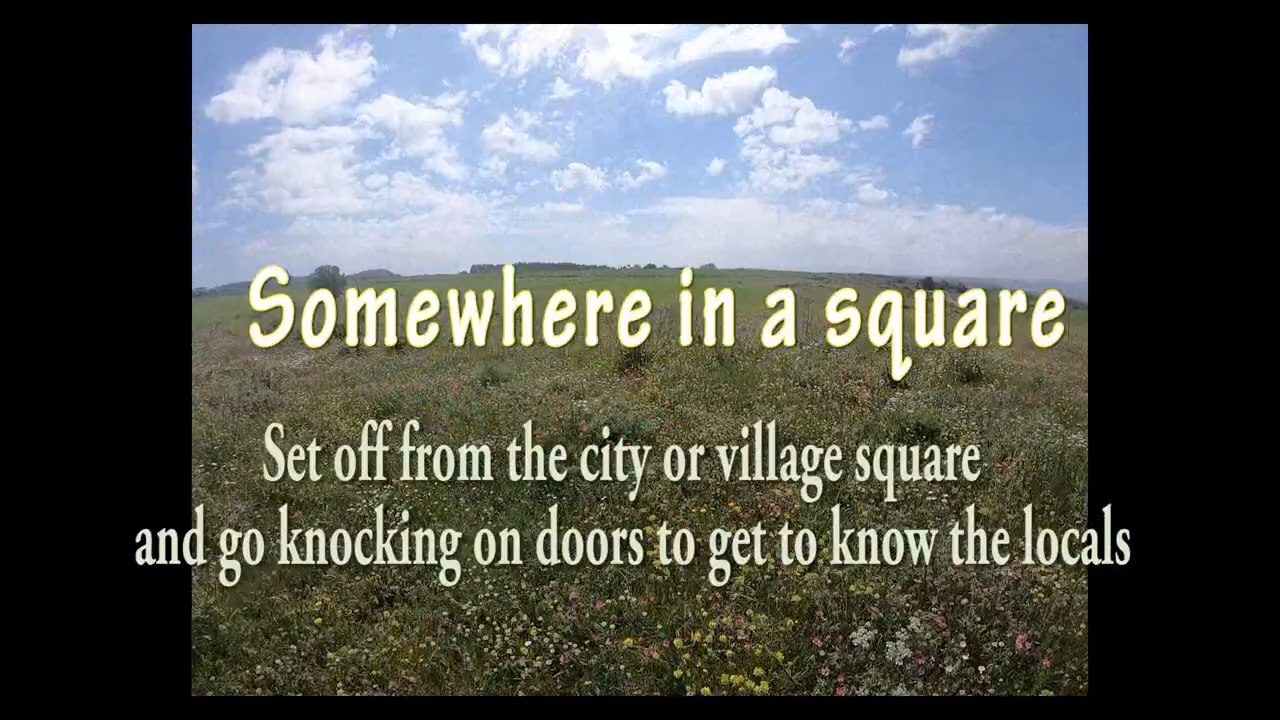 Somewhere in a square
Set off from the city or village square
and go knocking on doors to get to know the locals